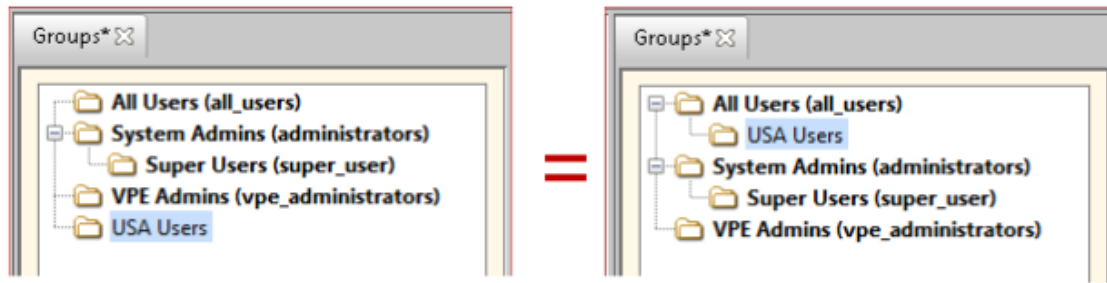 Groups*
All Users (all_users)
System Admins (administrators)
Super Users (super_user)
VPE Admins (vpe_administrators)
USA Users
=
Groups*
All Users (all_users)
USA Users
System Admins (administrators)
Super Users (super_user)
VPE Admins (vpe_administrators)